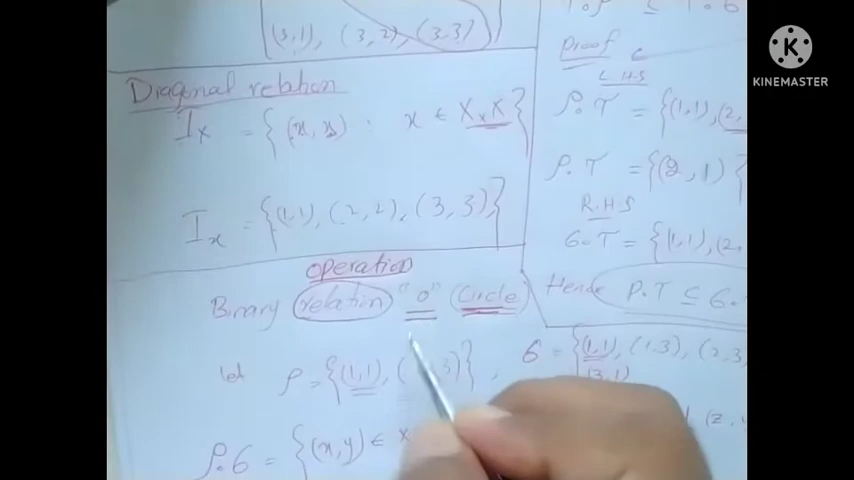 (3,1), (3,2), (3,3)
Diagonal relation
Ix = {(x,x) : x ∈ X×X}
Ix = {(1,1), (2,2), (3,3)}
operation
Binary relation "o" (Circle)
let ρ = {(1,1), ( 3)} ,
ρ.6 = {(x,y) ∈ X
Proof
L.H.S
ρ.T = {(1,1), (2,
ρ.T = {(2,1)}
R.H.S
6.T = {(1,1), (2,
Hence ρ.T ⊆ 6.
6 = {(1,1), (1,3), (2,3
(3,1)
K
KINEMASTER